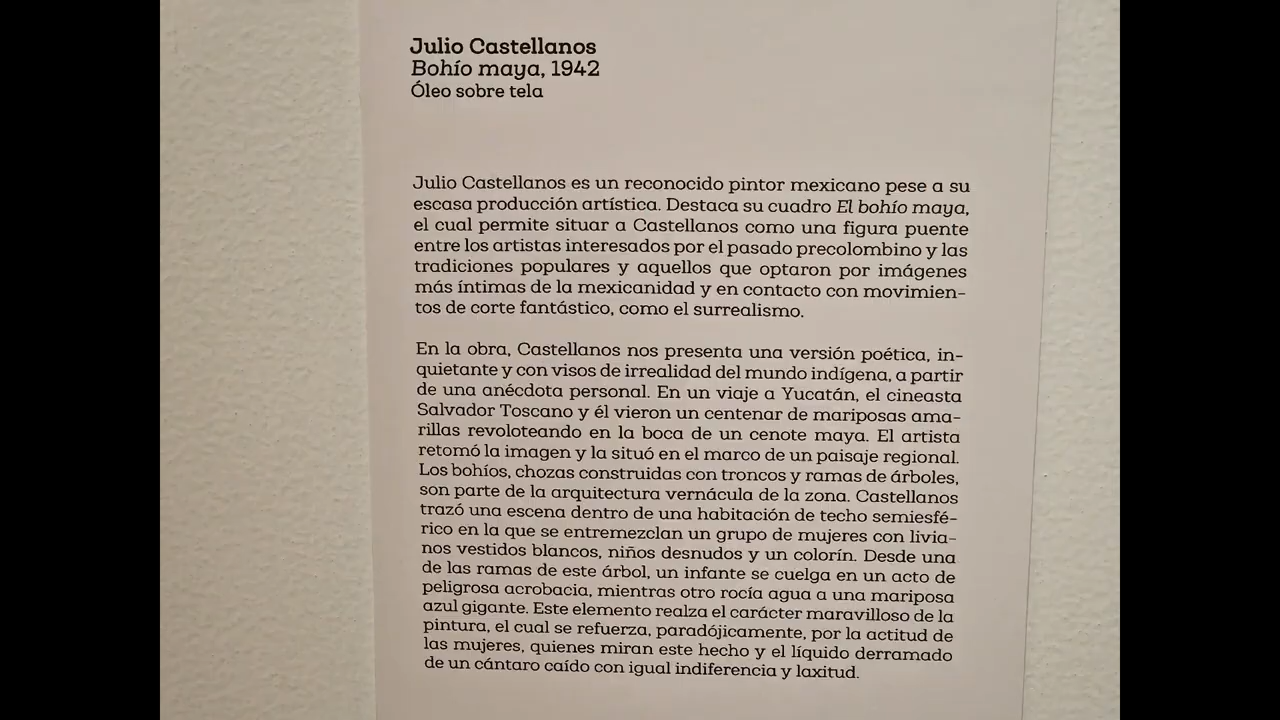 Julio Castellanos
Bohío maya, 1942
Óleo sobre tela
Julio Castellanos es un reconocido pintor mexicano pese a su
escasa producción artística. Destaca su cuadro El bohío maya,
el cual permite situar a Castellanos como una figura puente
entre los artistas interesados por el pasado precolombino y las
tradiciones populares y aquellos que optaron por imágenes
más íntimas de la mexicanidad y en contacto con movimien-
tos de corte fantástico, como el surrealismo.
En la obra, Castellanos nos presenta una versión poética, in-
quietante y con visos de irrealidad del mundo indígena, a partir
de una anécdota personal. En un viaje a Yucatán, el cineasta
Salvador Toscano y él vieron un centenar de mariposas ama-
rillas revoloteando en la boca de un cenote maya. El artista
retomó la imagen y la situó en el marco de un paisaje regional.
Los bohíos, chozas construidas con troncos y ramas de árboles,
son parte de la arquitectura vernácula de la zona. Castellanos
trazó una escena dentro de una habitación de techo semiesfé-
rico en la que se entremezclan un grupo de mujeres con livia-
nos vestidos blancos, niños desnudos y un colorín. Desde una
de las ramas de este árbol, un infante se cuelga en un acto de
peligrosa acrobacia, mientras otro rocía agua a una mariposa
azul gigante. Este elemento realza el carácter maravilloso de la
pintura, el cual se refuerza, paradójicamente, por la actitud de
las mujeres, quienes miran este hecho y el líquido derramado
de un cántaro caído con igual indiferencia y laxitud.